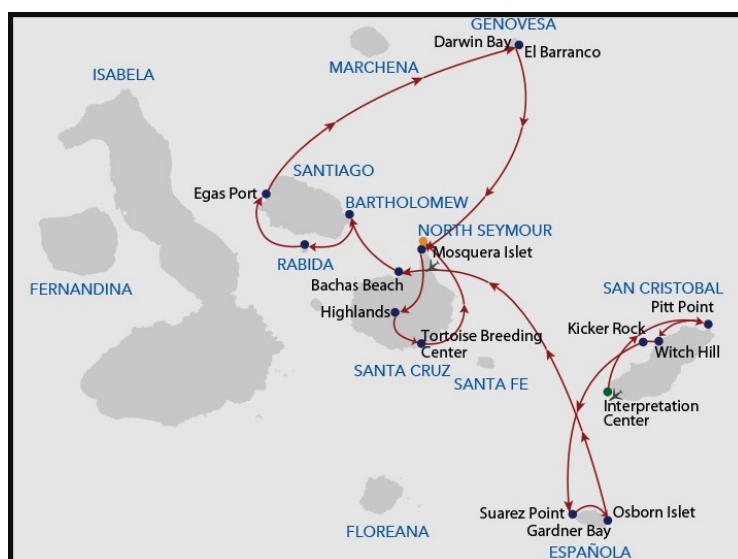 GENOVESA
Darwin Bay
El Barranco
MARCHENA
ISABELA
SANTIAGO
Egas Port
BARTHOLOMEW
NORTH SEYMOUR
Mosquera Islet
RABIDA
Bachas Beach
FERNANDINA
SAN CRISTOBAL
Pitt Point
Highlands
Kicker Rock
Witch Hill
Tortoise Breeding
Center
SANTA CRUZ
SANTA FE
Interpretation
Center
FLOREANA
Suarez Point
Osborn Islet
Gardner Bay
ESPAÑOLA